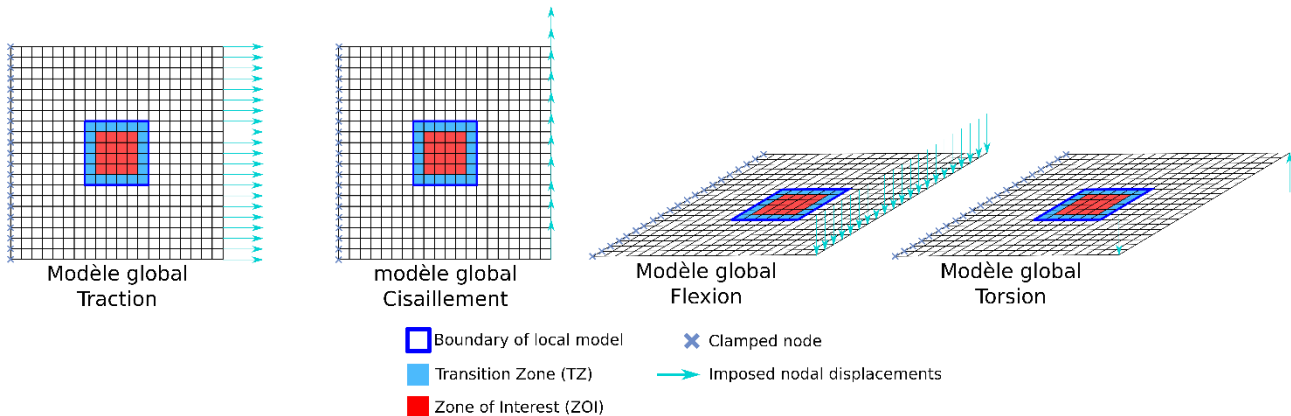 Modèle global
Traction
modèle global
Cisaillement
Modèle global
Flexion
Modèle global
Torsion
Boundary of local model
Clamped node
Transition Zone (TZ)
Imposed nodal displacements
Zone of Interest (ZOI)